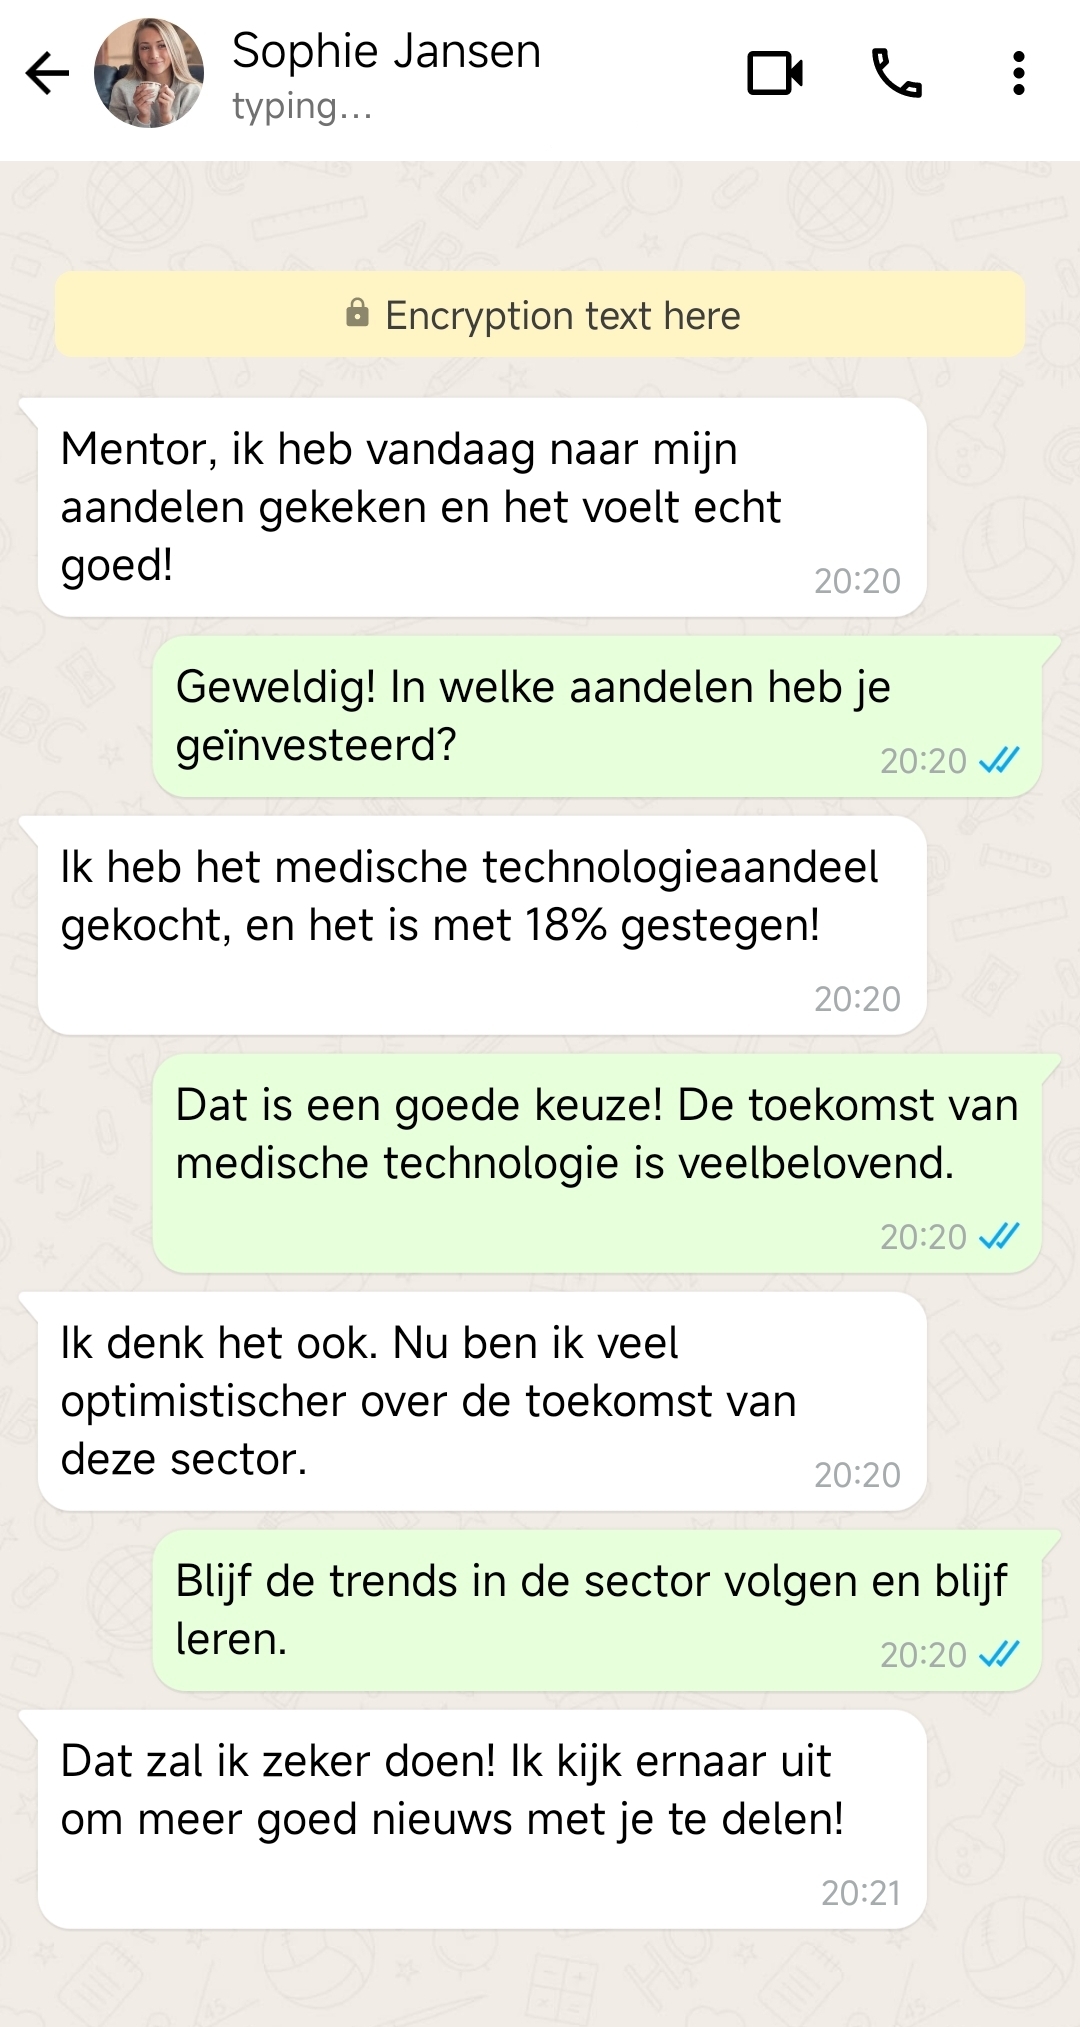 Sophie Jansen
typing...
Encryption text here
Mentor, ik heb vandaag naar mijn
aandelen gekeken en het voelt echt
goed!
20:20
Geweldig! In welke aandelen heb je
geïnvesteerd?
20:20
Ik heb het medische technologieaandeel
gekocht, en het is met 18% gestegen!
20:20
Dat is een goede keuze! De toekomst van
medische technologie is veelbelovend.
20:20
Ik denk het ook. Nu ben ik veel
optimistischer over de toekomst van
deze sector.
20:20
Blijf de trends in de sector volgen en blijf
leren.
20:20
Dat zal ik zeker doen! Ik kijk ernaar uit
om meer goed nieuws met je te delen!
20:21